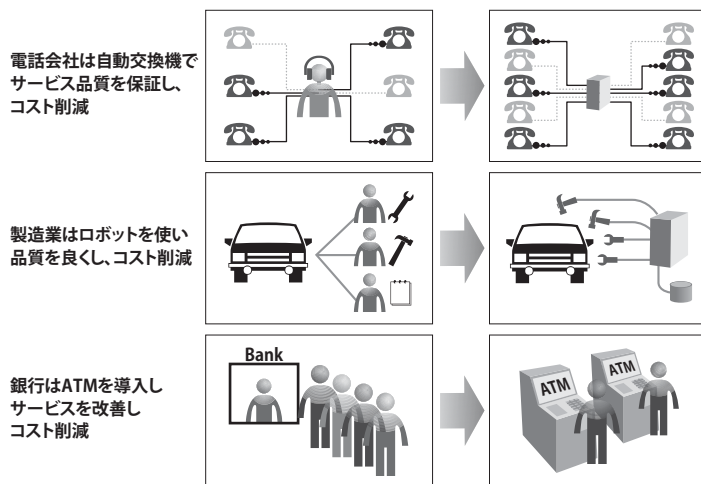 電話会社は自動交換機で
サービス品質を保証し、
コスト削減
製造業はロボットを使い
品質を良くし、コスト削減
銀行はATMを導入し
サービスを改善し
コスト削減
Bank
ATM
ATM